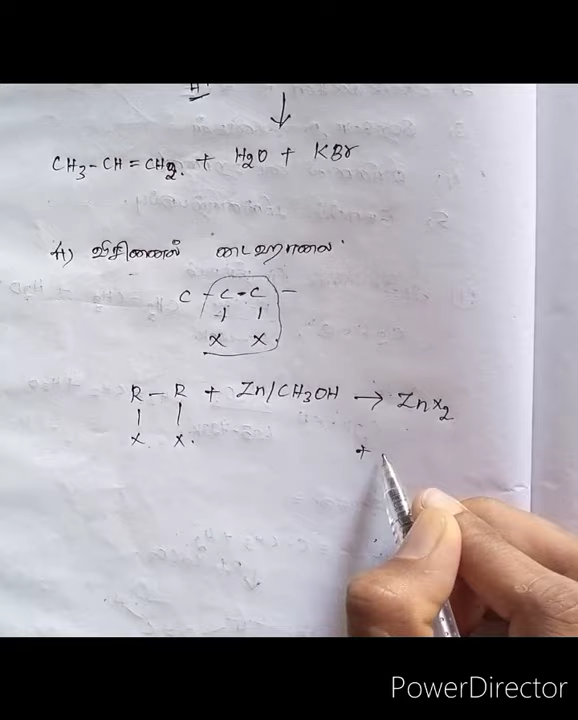 H
CH3-CH=CH2. + H2O + KBr
4) விசினைல் டைஹாலை
C - C - C -
X X
R - R + Zn/CH3OH → ZnX2
X X.
+
PowerDirector